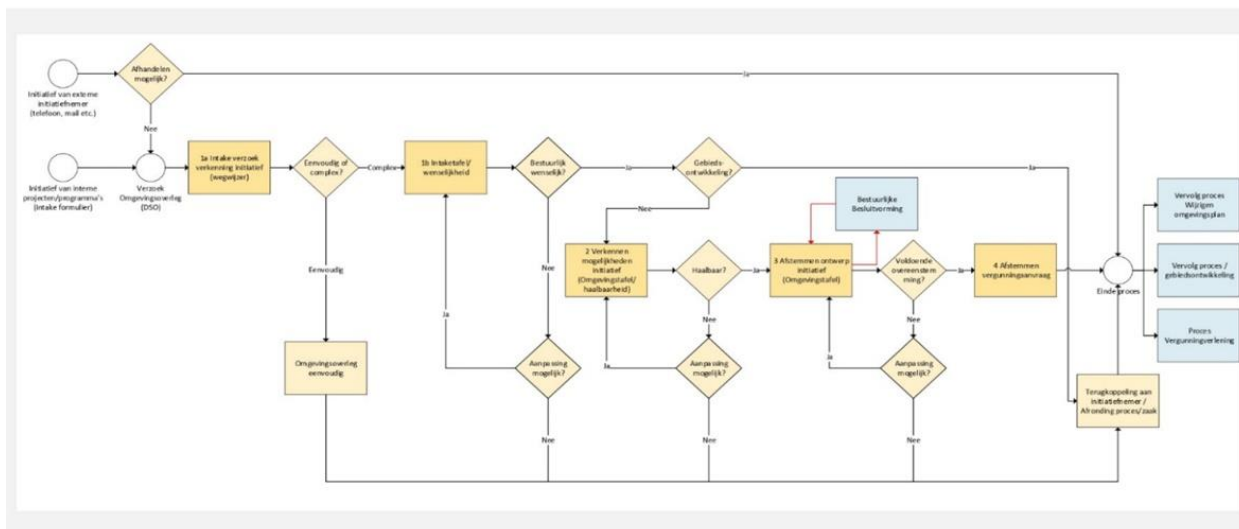 Afhandelen
mogelijk?
Ja
Initiatief van externe
initiatiefnemer
(telefoon, mail etc.)
Nee
1a Intake verzoek
verkenning initiatief
(wegwijzer)
Eenvoudig of
complex?
Complex
1b Intaketafel/
wenselijkheid
Bestuurlijk
wenselijk?
Ja
Gebieds-
ontwikkeling?
Ja
Initiatief van interne
projecten/programma's
(Intake formulier)
Verzoek
Omgevingsoverleg
(DSO)
Bestuurlijke
Besluitvorming
Vervolg proces
Wijzigen
omgevingsplan
Nee
Eenvoudig
Nee
2 Verkennen
mogelijkheden
initiatief
(Omgevingstafel/
haalbaarheid)
Haalbaar?
Ja
3 Afstemmen ontwerp
initiatief
(Omgevingstafel)
Voldoende
overeenstem
ming?
Ja
4 Afstemmen
vergunningaanvraag
Einde proces
Vervolg proces /
gebiedsontwikkeling
Ja
Nee
Nee
Proces
Vergunningverlening
Omgevingsoverleg
eenvoudig
Aanpassing
mogelijk?
Ja
Aanpassing
mogelijk?
Ja
Aanpassing
mogelijk?
Terugkoppeling aan
initiatiefnemer /
Afronding proces/zaak
Nee
Nee
Nee